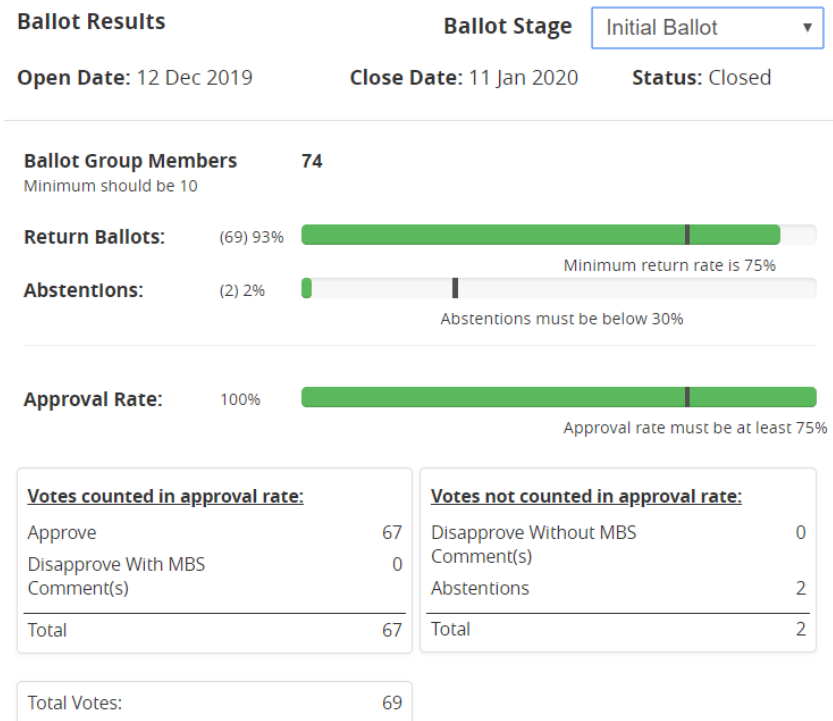 Ballot Results
Ballot Stage
Initial Ballot
Open Date: 12 Dec 2019
Close Date: 11 Jan 2020
Status: Closed
Ballot Group Members 74
Minimum should be 10
Return Ballots: (69) 93%
Minimum return rate is 75%
Abstentions: (2) 2%
Abstentions must be below 30%
Approval Rate: 100%
Approval rate must be at least 75%
Votes counted in approval rate:
Approve 67
Disapprove With MBS 0
Comment(s)
Total 67
Votes not counted in approval rate:
Disapprove Without MBS 0
Comment(s)
Abstentions 2
Total 2
Total Votes: 69